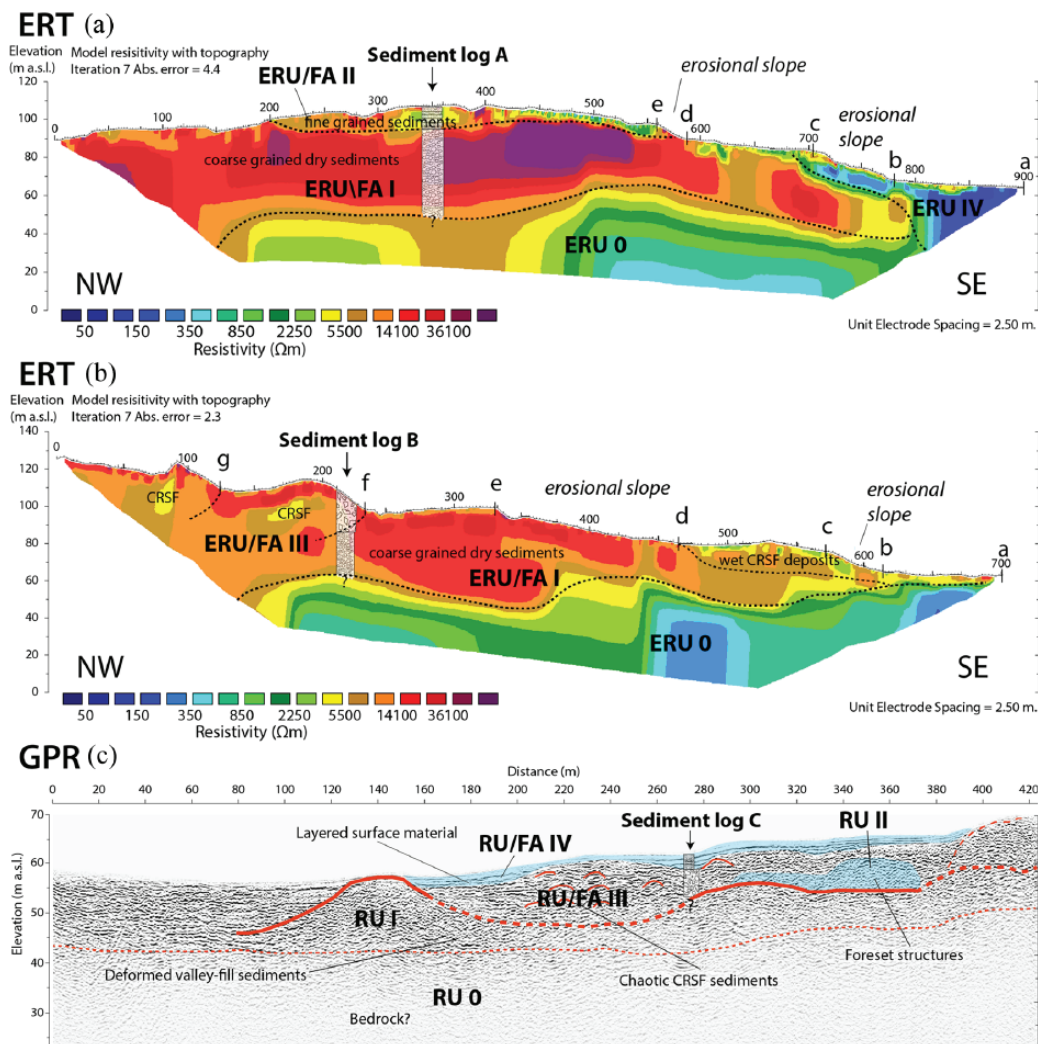 ERT (a)
Elevation Model resisitivity with topography
(m a.s.l.) Iteration 7 Abs. error = 4.4
Sediment log A
ERU/FA II
erosional slope
erosional
slope
120
100
80
60
40
20
0
0
100
200
300
400
500
600
700
800
900
e
d
c
b
a
fine grained sediments
coarse grained dry sediments
ERU\FA I
?
ERU 0
ERU IV
NW
SE
50 150 350 850 2250 5500 14100 36100
Resistivity (Ωm)
Unit Electrode Spacing = 2.50 m.
ERT (b)
Elevation Model resisitivity with topography
(m a.s.l.) Iteration 7 Abs. error = 2.3
Sediment log B
erosional slope
erosional
slope
140
120
100
80
60
40
20
0
0
100
200
300
400
500
600
700
g
f
e
d
c
b
a
CRSF
CRSF
ERU/FA III
coarse grained dry sediments
ERU/FA I
wet CRSF deposits
?
ERU 0
NW
SE
50 150 350 850 2250 5500 14100 36100
Resistivity (Ωm)
Unit Electrode Spacing = 2.50 m.
GPR (c)
Distance (m)
0 20 40 60 80 100 120 140 160 180 200 220 240 260 280 300 320 340 360 380 400 420
Elevation (m a.s.l.)
70
60
50
40
30
Layered surface material
RU/FA IV
Sediment log C
RU II
RU/FA III
RU I
?
Deformed valley-fill sediments
Chaotic CRSF sediments
Foreset structures
RU 0
Bedrock?